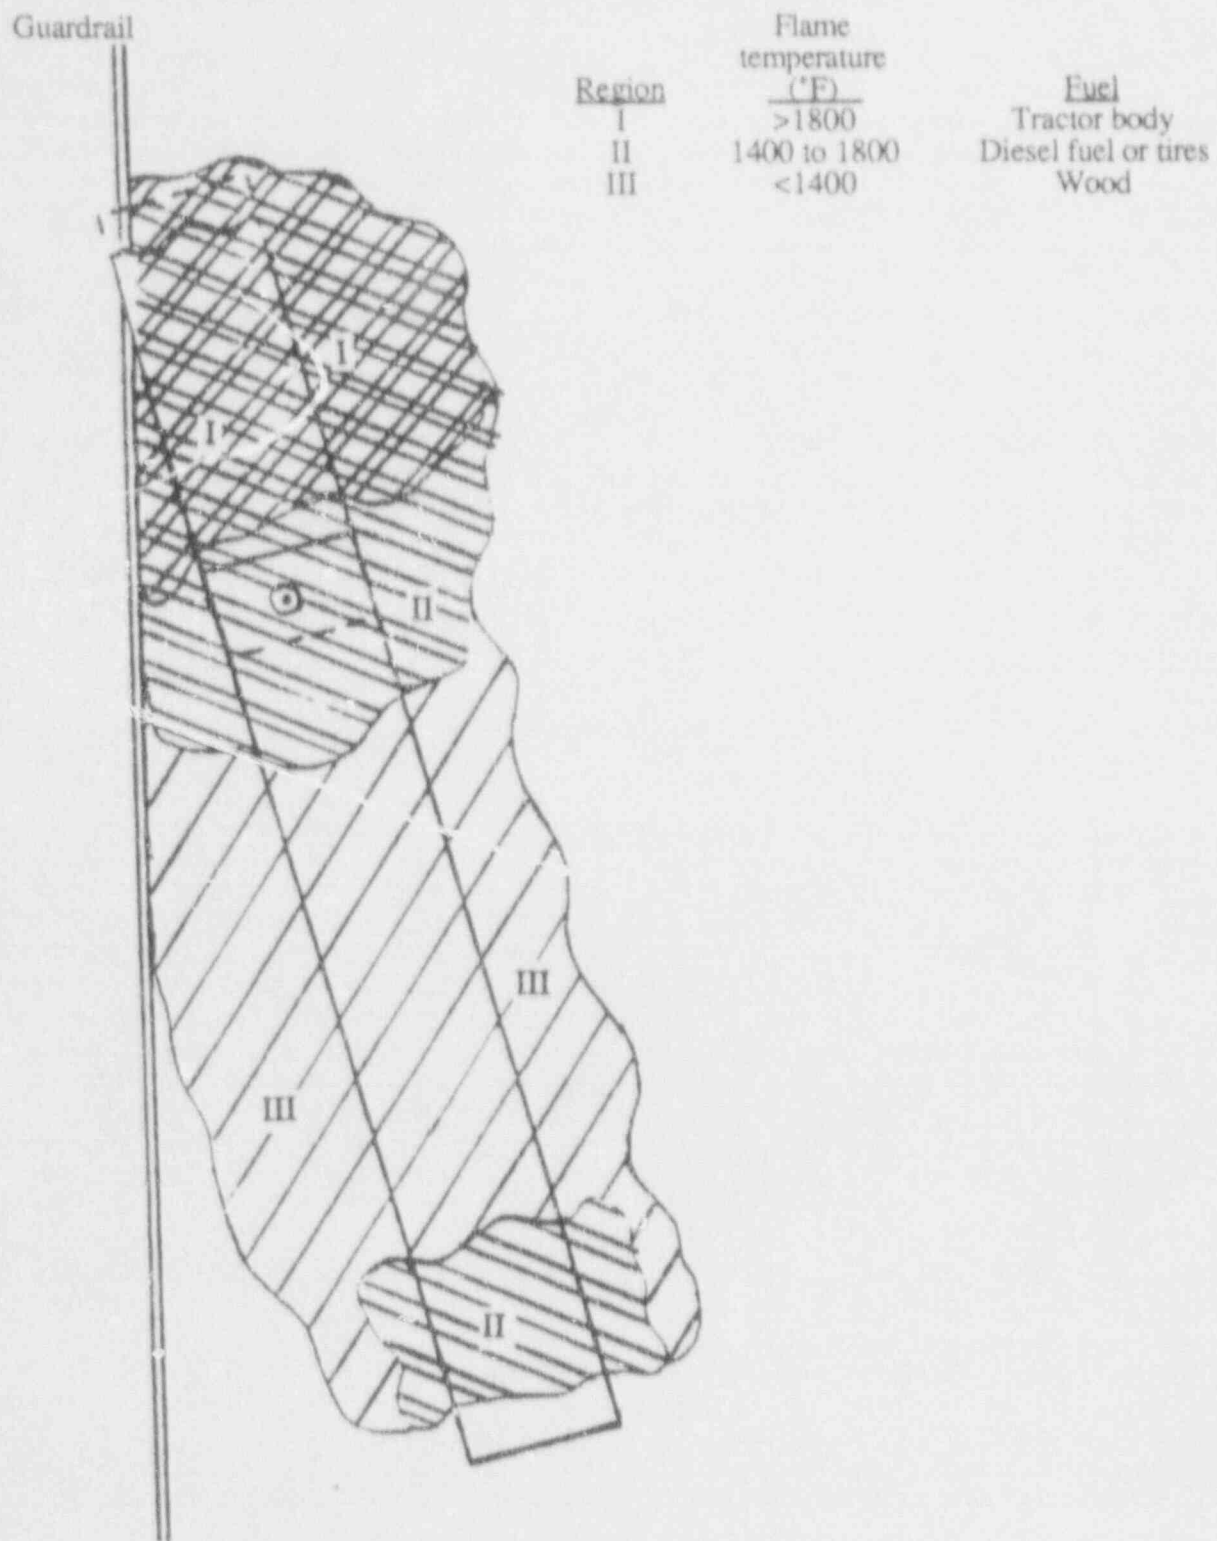 Guardrail
Flame
temperature
Region (°F) Fuel
I >1800 Tractor body
II 1400 to 1800 Diesel fuel or tires
III <1400 Wood
I
I
II
III
III
II